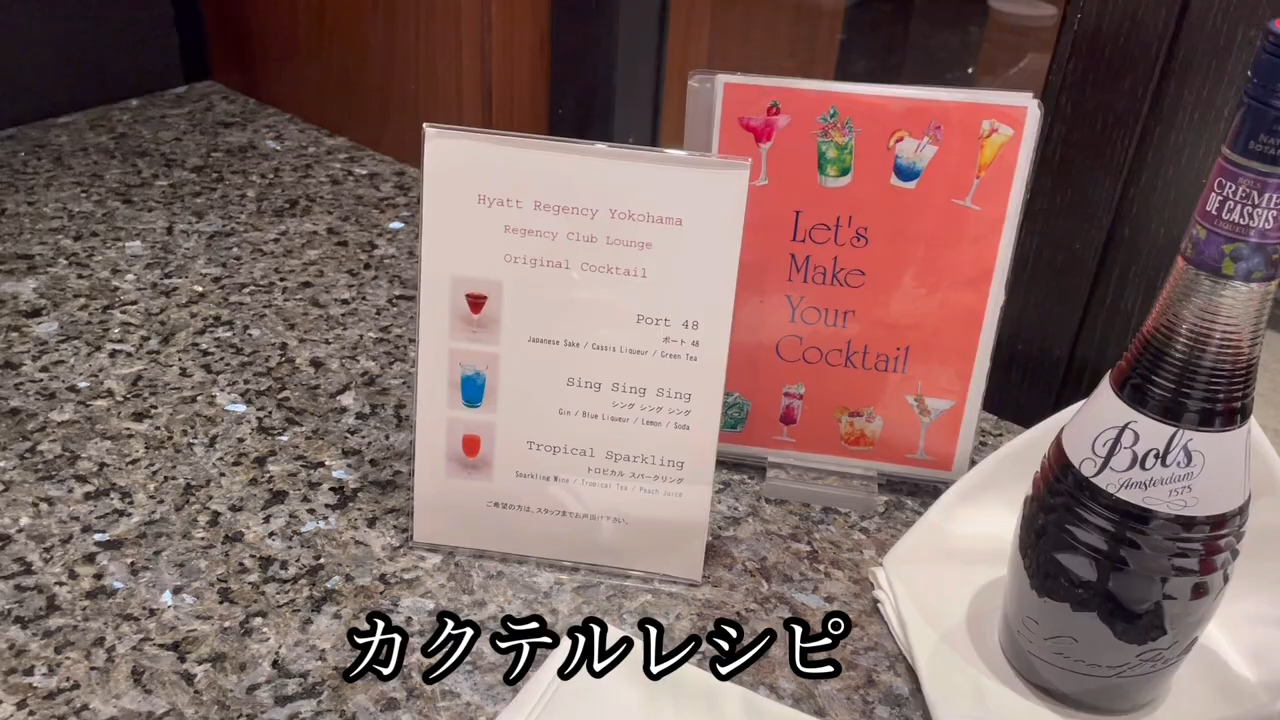 Hyatt Regency Yokohama
Regency Club Lounge
Original Cocktail
Port 48
ポート 48
Japanese Sake / Cassis Liqueur / Green Tea
Sing Sing Sing
シング シング シング
Gin / Blue Liqueur / Lemon / Soda
Tropical Sparkling
トロピカル スパークリング
Sparkling Wine / Tropical Tea / Peach Juice
ご希望の方は、スタッフまでお声掛け下さい。
Let's
Make
Your
Cocktail
BOLS
CRÈME
DE CASSIS
LIQUEUR
Bols
Amsterdam
1575
カクテルレシピ